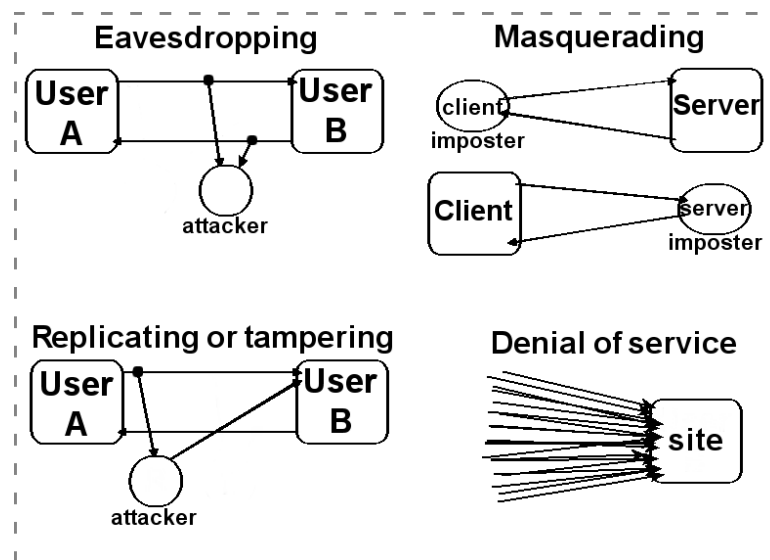 Eavesdropping
User
A
User
B
attacker
Masquerading
client
imposter
Server
Client
server
imposter
Replicating or tampering
User
A
User
B
attacker
Denial of service
site